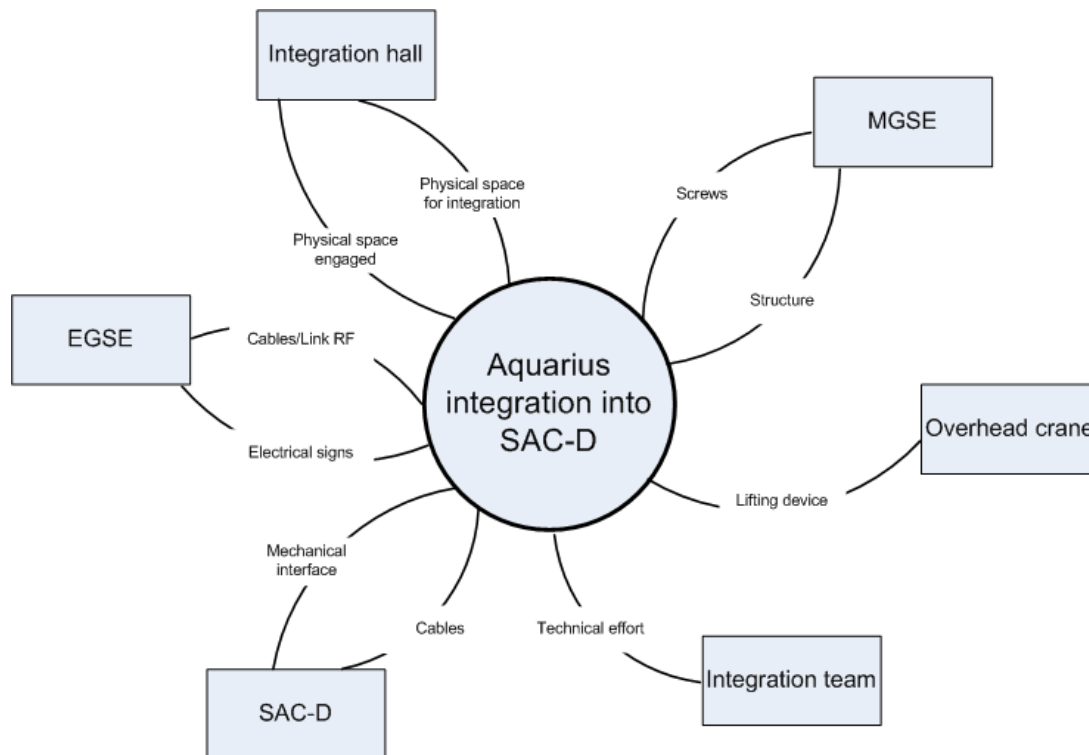 Integration hall
MGSE
Physical space
for integration
Screws
Physical space
engaged
Structure
EGSE
Cables/Link RF
Aquarius
integration into
SAC-D
Overhead crane
Electrical signs
Lifting device
Mechanical
interface
Cables
Technical effort
Integration team
SAC-D